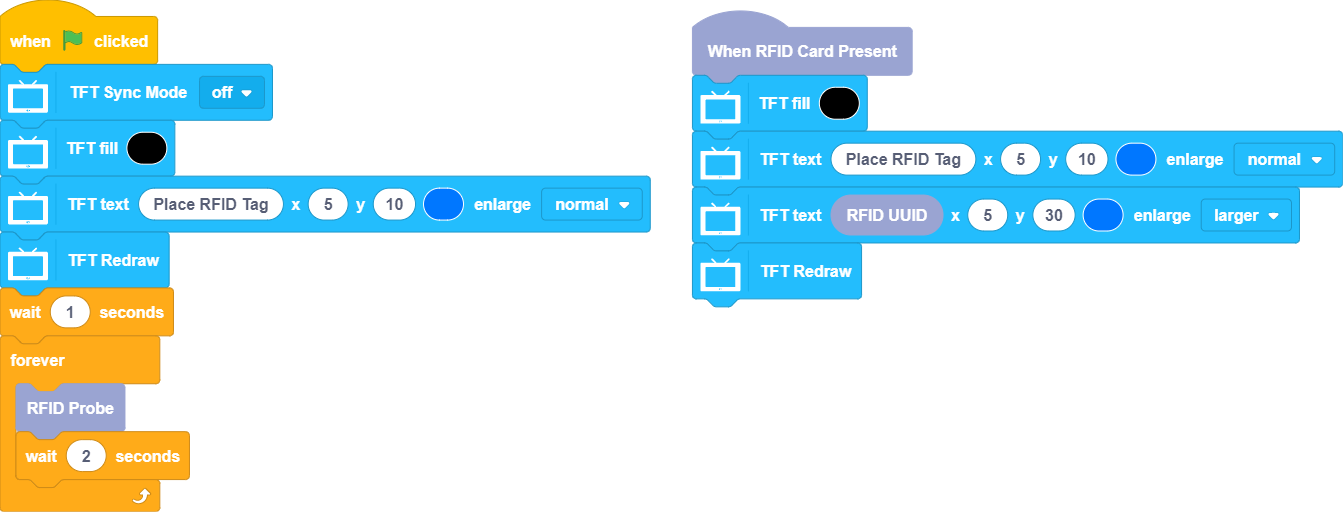 when clicked
TFT Sync Mode off
TFT fill
TFT text Place RFID Tag x 5 y 10 enlarge normal
TFT Redraw
wait 1 seconds
forever
RFID Probe
wait 2 seconds
When RFID Card Present
TFT fill
TFT text Place RFID Tag x 5 y 10 enlarge normal
TFT text RFID UUID x 5 y 30 enlarge larger
TFT Redraw